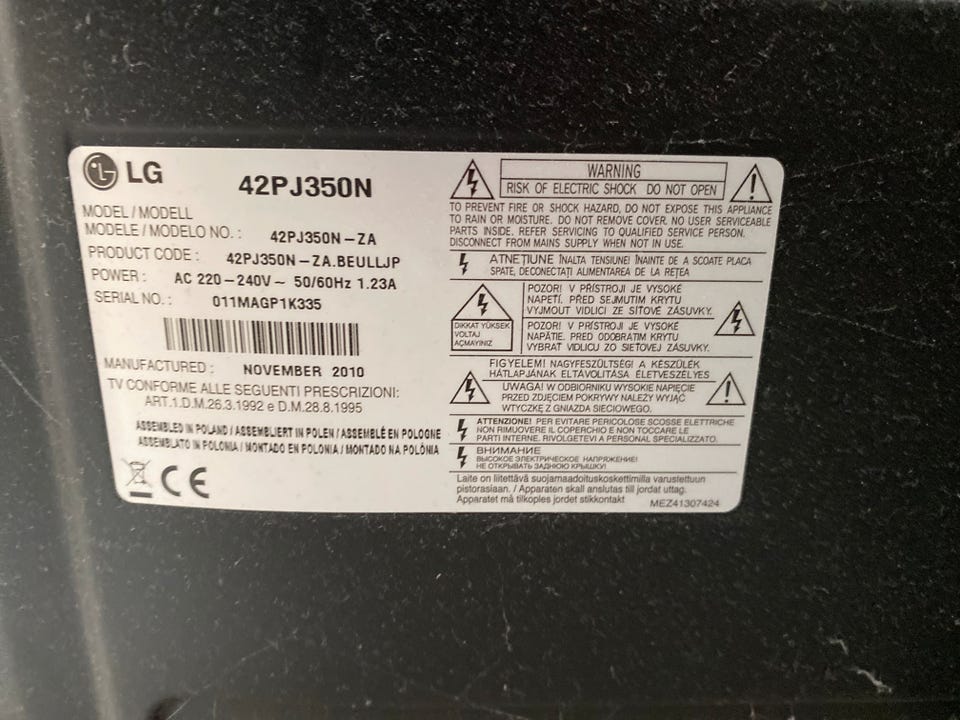 LG
42PJ350N
MODEL / MODELL
MODELE / MODELO NO. : 42PJ350N-ZA
PRODUCT CODE : 42PJ350N-ZA.BEULLJP
POWER : AC 220-240V~ 50/60Hz 1.23A
SERIAL NO. : 011MAGP1K335
MANUFACTURED : NOVEMBER 2010
TV CONFORME ALLE SEGUENTI PRESCRIZIONI:
ART.1.D.M.26.3.1992 e D.M.28.8.1995
ASSEMBLED IN POLAND / ASSEMBLIERT IN POLEN / ASSEMBLÉ EN POLOGNE
ASSEMBLATO IN POLONIA / MONTADO EN POLONIA / MONTADO NA POLÔNIA
CE
WARNING
RISK OF ELECTRIC SHOCK DO NOT OPEN
TO PREVENT FIRE OR SHOCK HAZARD, DO NOT EXPOSE THIS APPLIANCE
TO RAIN OR MOISTURE. DO NOT REMOVE COVER. NO USER SERVICEABLE
PARTS INSIDE. REFER SERVICING TO QUALIFIED SERVICE PERSON.
DISCONNECT FROM MAINS SUPPLY WHEN NOT IN USE.
ATNEŢIUNE ÎNALTA TENSIUNE! ÎNAINTE DE A SCOATE PLACA
SPATE, DECONECTAŢI ALIMENTAREA DE LA REŢEA
DIKKAT YÜKSEK
VOLTAJ
AÇMAYINIZ
POZOR! V PŘÍSTROJI JE VYSOKÉ
NAPETÍ. PŘED SEJMUTIM KRYTU
VYJMOUT VIDLICI ZE SÍŤOVÉ ZÁSUVKY.
POZOR! V PRÍSTROJI JE VYSOKÉ
NAPÄTIE. PRED ODOBRATIM KRYTU
VYBRAT VIDLICU ZO SIEŤOVEJ ZÁSUVKY.
FIGYELEM! NAGYFESZÜLTSÉG! A KÉSZÜLÉK
HÁTLAPJÁNAK ELTÁVOLÍTÁSA ÉLETVESZÉLYES
UWAGA! W ODBIORNIKU WYSOKIE NAPIĘCIE
PRZED ZDJĘCIEM POKRYWY NALEŻY WYJĄĆ
WTYCZKĘ Z GNIAZDA SIECIOWEGO.
ATTENZIONE! PER EVITARE PERICOLOSE SCOSSE ELETTRICHE
NON RIMUOVERE IL COPERCHIO E NON TOCCARE LE
PARTI INTERNE. RIVOLGETEVI A PERSONAL SPECIALIZZATO.
ВНИМАНИЕ
ВЫСОКОЕ ЭЛЕКТРИЧЕСКОЕ НАПРЯЖЕНИЕ!
НЕ ОТКРЫВАТЬ ЗАДНЮЮ КРЫШКУ!
Laite on liitettävä suojamaadoituskoskettimilla varustettuun
pistorasiaan. / Apparaten skall anslutas till jordat uttag.
Apparatet må tilkoples jordet stikkontakt
MEZ41307424